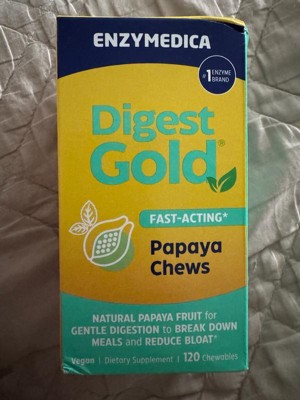 ENZYMEDICA
#1 ENZYME
BRAND
Digest
Gold®
FAST-ACTING*
Papaya
Chews
NATURAL PAPAYA FRUIT for
GENTLE DIGESTION to BREAK DOWN
MEALS and REDUCE BLOAT*
Vegan | Dietary Supplement | 120 Chewables